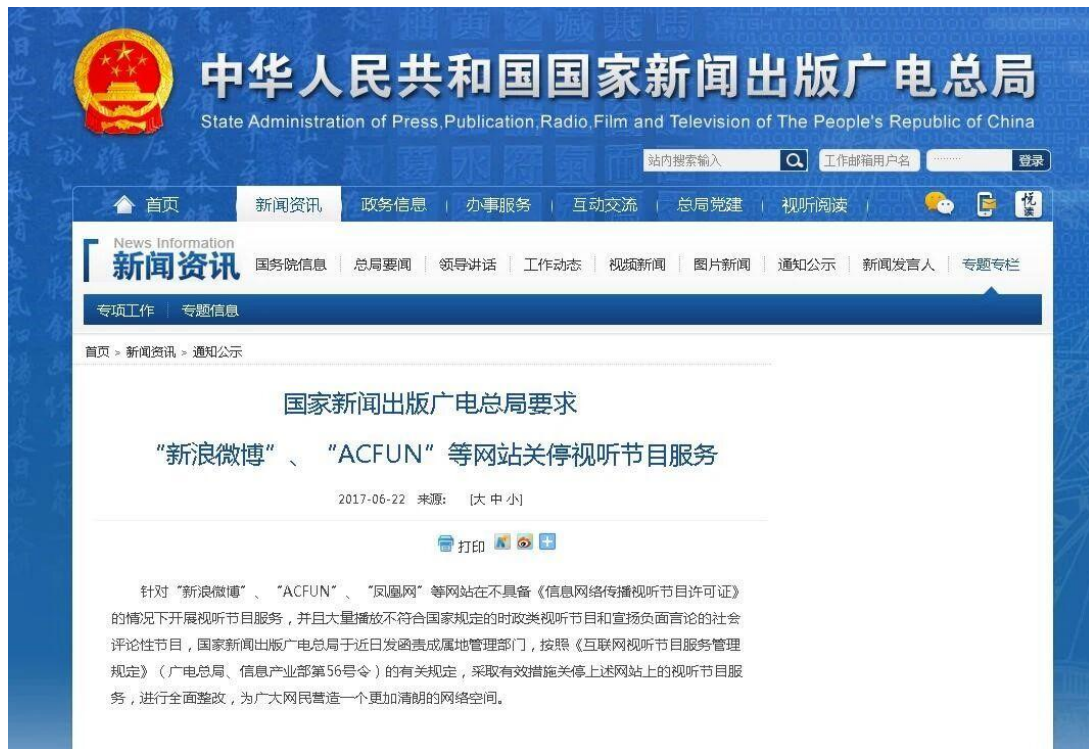 中华人民共和国国家新闻出版广电总局
State Administration of Press,Publication,Radio,Film and Television of The People's Republic of China
站内搜索输入 工作邮箱用户名 ········ 登录
首页 新闻资讯 政务信息 办事服务 互动交流 总局党建 视听阅读 悦读
News Information
新闻资讯 国务院信息 总局要闻 领导讲话 工作动态 视频新闻 图片新闻 通知公示 新闻发言人 专题专栏
专项工作 专题信息
首页 » 新闻资讯 » 通知公示
国家新闻出版广电总局要求
“新浪微博”、“ACFUN”等网站关停视听节目服务
2017-06-22 来源: [大 中 小]
打印
针对“新浪微博”、“ACFUN”、“凤凰网”等网站在不具备《信息网络传播视听节目许可证》
的情况下开展视听节目服务，并且大量播放不符合国家规定的时政类视听节目和宣扬负面言论的社会
评论性节目，国家新闻出版广电总局于近日发函责成属地管理部门，按照《互联网视听节目服务管理
规定》（广电总局、信息产业部第56号令）的有关规定，采取有效措施关停上述网站上的视听节目服
务，进行全面整改，为广大网民营造一个更加清朗的网络空间。